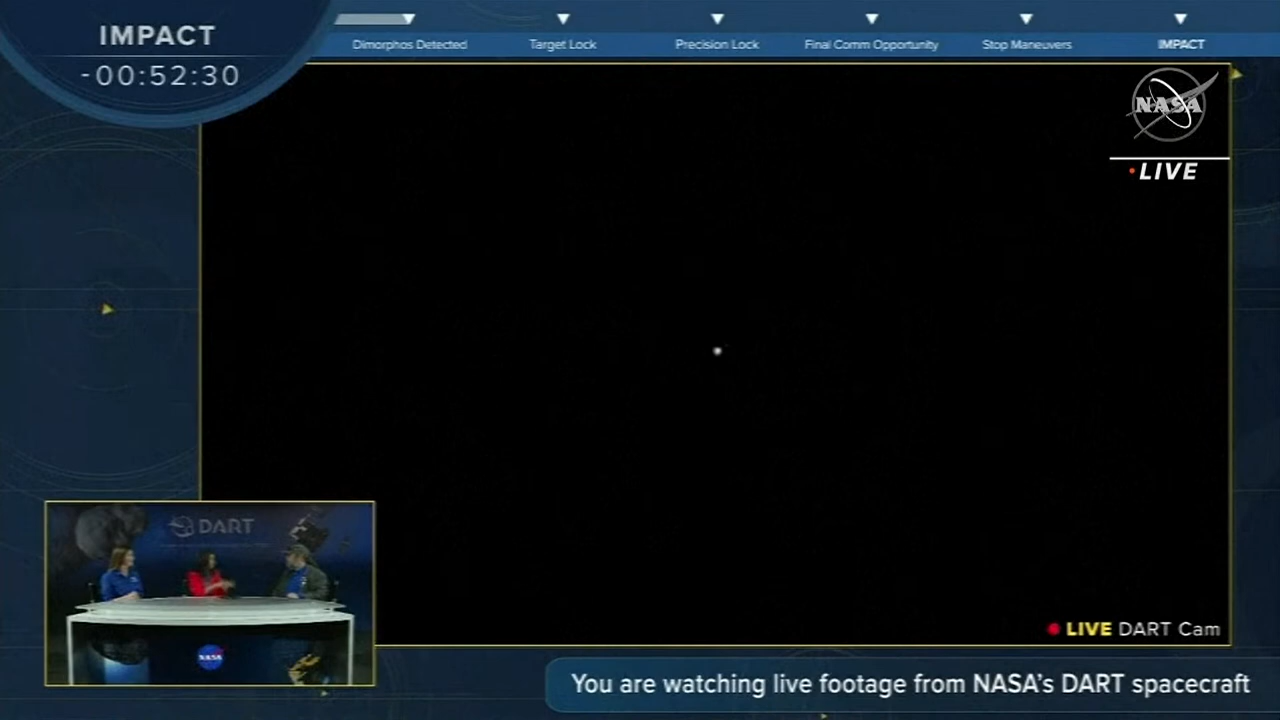 IMPACT
-00:52:30
Dimorphos Detected
Target Lock
Precision Lock
Final Comm Opportunity
Stop Maneuvers
IMPACT
NASA
LIVE
DART
NASA
LIVE DART Cam
You are watching live footage from NASA's DART spacecraft